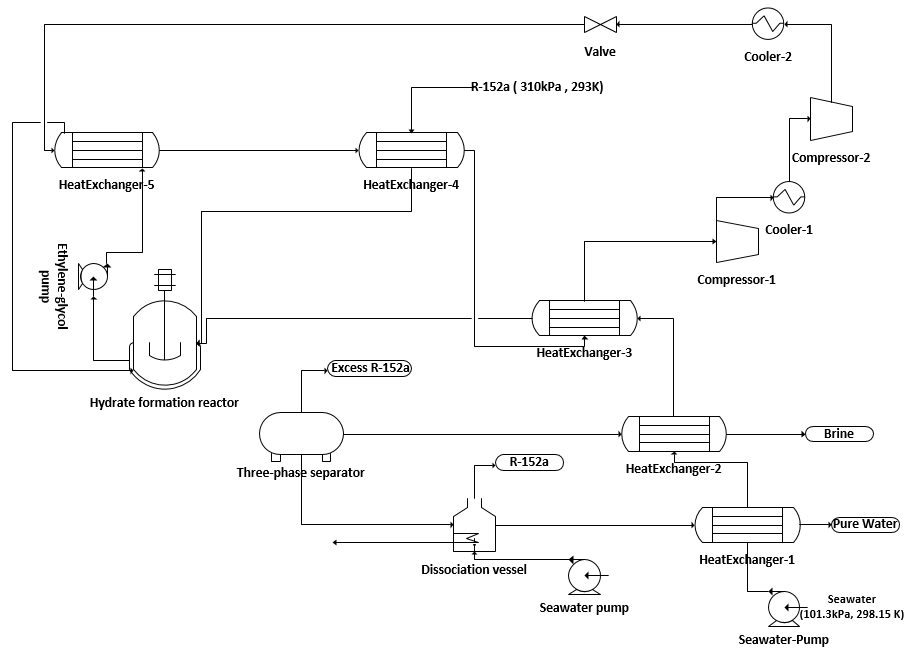 Cooler-2
Valve
R-152a ( 310kPa , 293K)
Compressor-2
HeatExchanger-5
HeatExchanger-4
Cooler-1
Ethylene-glycol
pump
Compressor-1
HeatExchanger-3
Excess R-152a
Hydrate formation reactor
Brine
Three-phase separator
HeatExchanger-2
R-152a
Pure Water
HeatExchanger-1
Dissociation vessel
Seawater pump
Seawater
(101.3kPa, 298.15 K)
Seawater-Pump